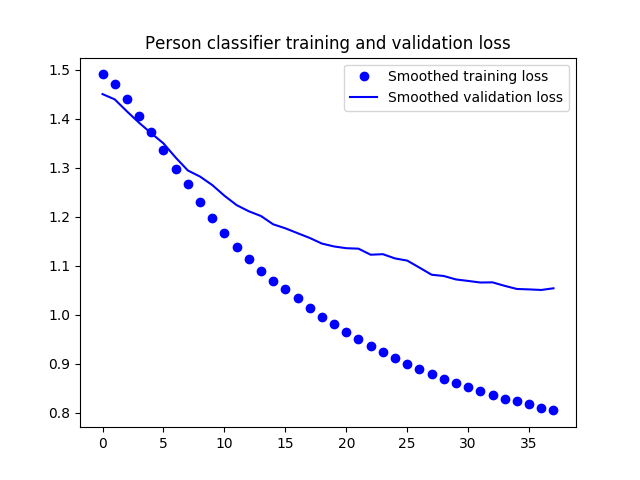 Person classifier training and validation loss
Smoothed training loss
Smoothed validation loss
1.5
1.4
1.3
1.2
1.1
1.0
0.9
0.8
0 5 10 15 20 25 30 35